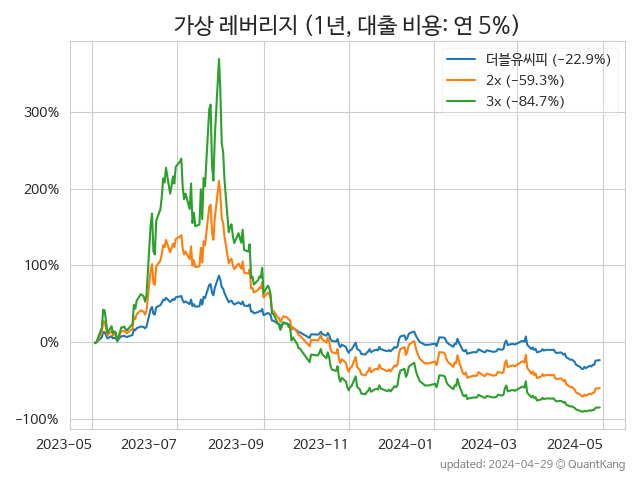 가상 레버리지 (1년, 대출 비용: 연 5%)
더블유씨피 (−22.9%)
2x (−59.3%)
3x (−84.7%)
300%
200%
100%
0%
−100%
2023-05 2023-07 2023-09 2023-11 2024-01 2024-03 2024-05
updated: 2024-04-29 © QuantKang